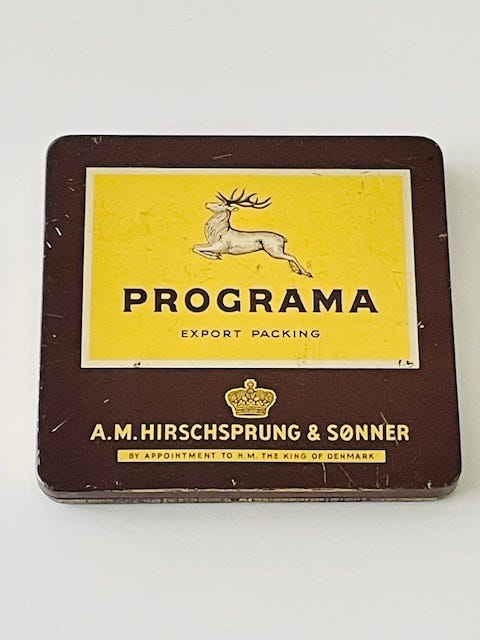 PROGRAMA
EXPORT PACKING
A.M. HIRSCHSPRUNG & SØNNER
BY APPOINTMENT TO H.M. THE KING OF DENMARK